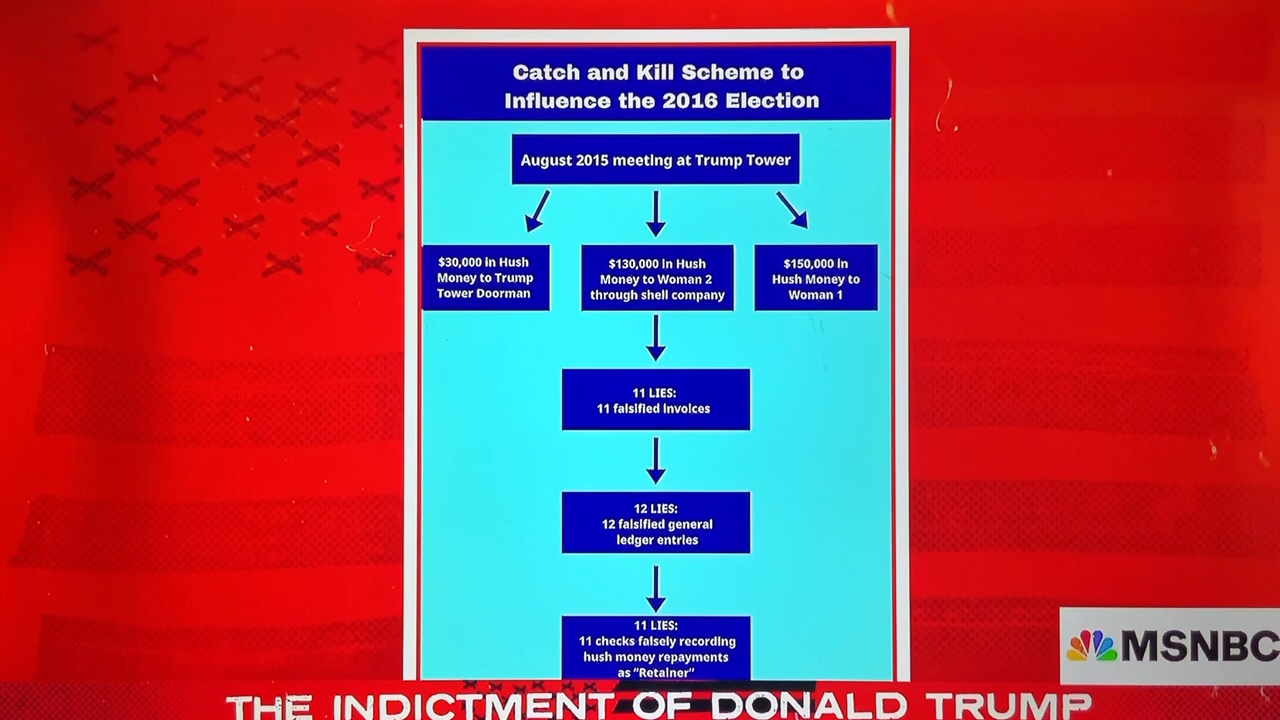 Catch and Kill Scheme to
Influence the 2016 Election
August 2015 meeting at Trump Tower
$30,000 in Hush
Money to Trump
Tower Doorman
$130,000 in Hush
Money to Woman 2
through shell company
$150,000 in
Hush Money to
Woman 1
11 LIES:
11 falsified invoices
12 LIES:
12 falsified general
ledger entries
11 LIES:
11 checks falsely recording
hush money repayments
as "Retainer"
MSNBC
THE INDICTMENT OF DONALD TRUMP